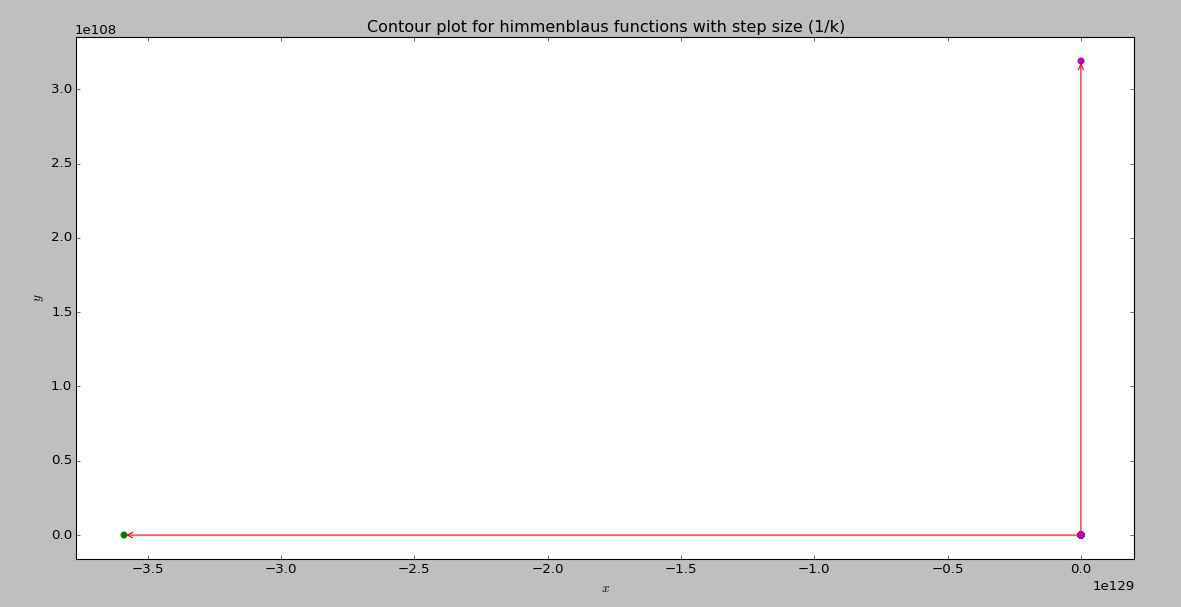 Contour plot for himmenblaus functions with step size (1/k)
1e108
3.0
2.5
2.0
1.5
1.0
0.5
0.0
y
−3.5 −3.0 −2.5 −2.0 −1.5 −1.0 −0.5 0.0
x
1e129